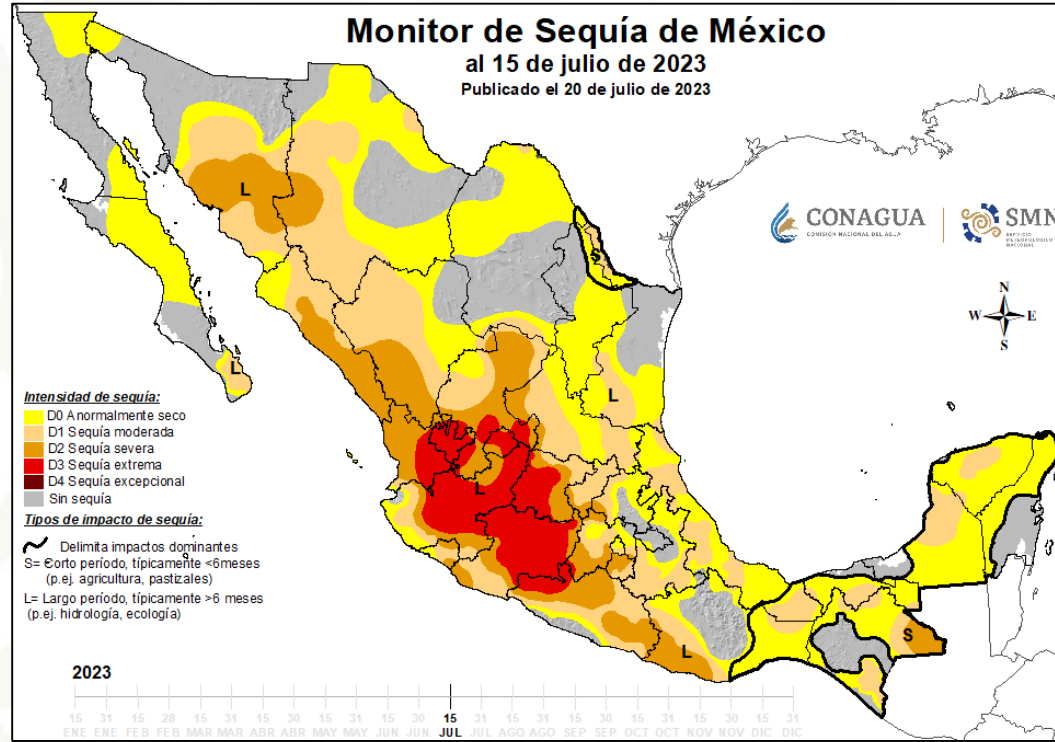 Monitor de Sequía de México
al 15 de julio de 2023
Publicado el 20 de julio de 2023
CONAGUA
COMISIÓN NACIONAL DEL AGUA
SMN
SERVICIO
METEOROLÓGICO
NACIONAL
N
W E
S
L
S
L
L
L
L
S
Intensidad de sequía:
D0 Anormalmente seco
D1 Sequía moderada
D2 Sequía severa
D3 Sequía extrema
D4 Sequía excepcional
Sin sequía
Tipos de impacto de sequía:
Delimita impactos dominantes
S= Corto período, típicamente <6meses
(p.ej. agricultura, pastizales)
L= Largo período, típicamente >6 meses
(p.ej. hidrología, ecología)
2023
15 31 15 28 15 31 15 30 15 31 15 30 15 31 15 31 15 30 15 31 15 30 15 31
ENE ENE FEB FEB MAR MAR ABR ABR MAY MAY JUN JUN JUL JUL AGO AGO SEP SEP OCT OCT NOV NOV DIC DIC